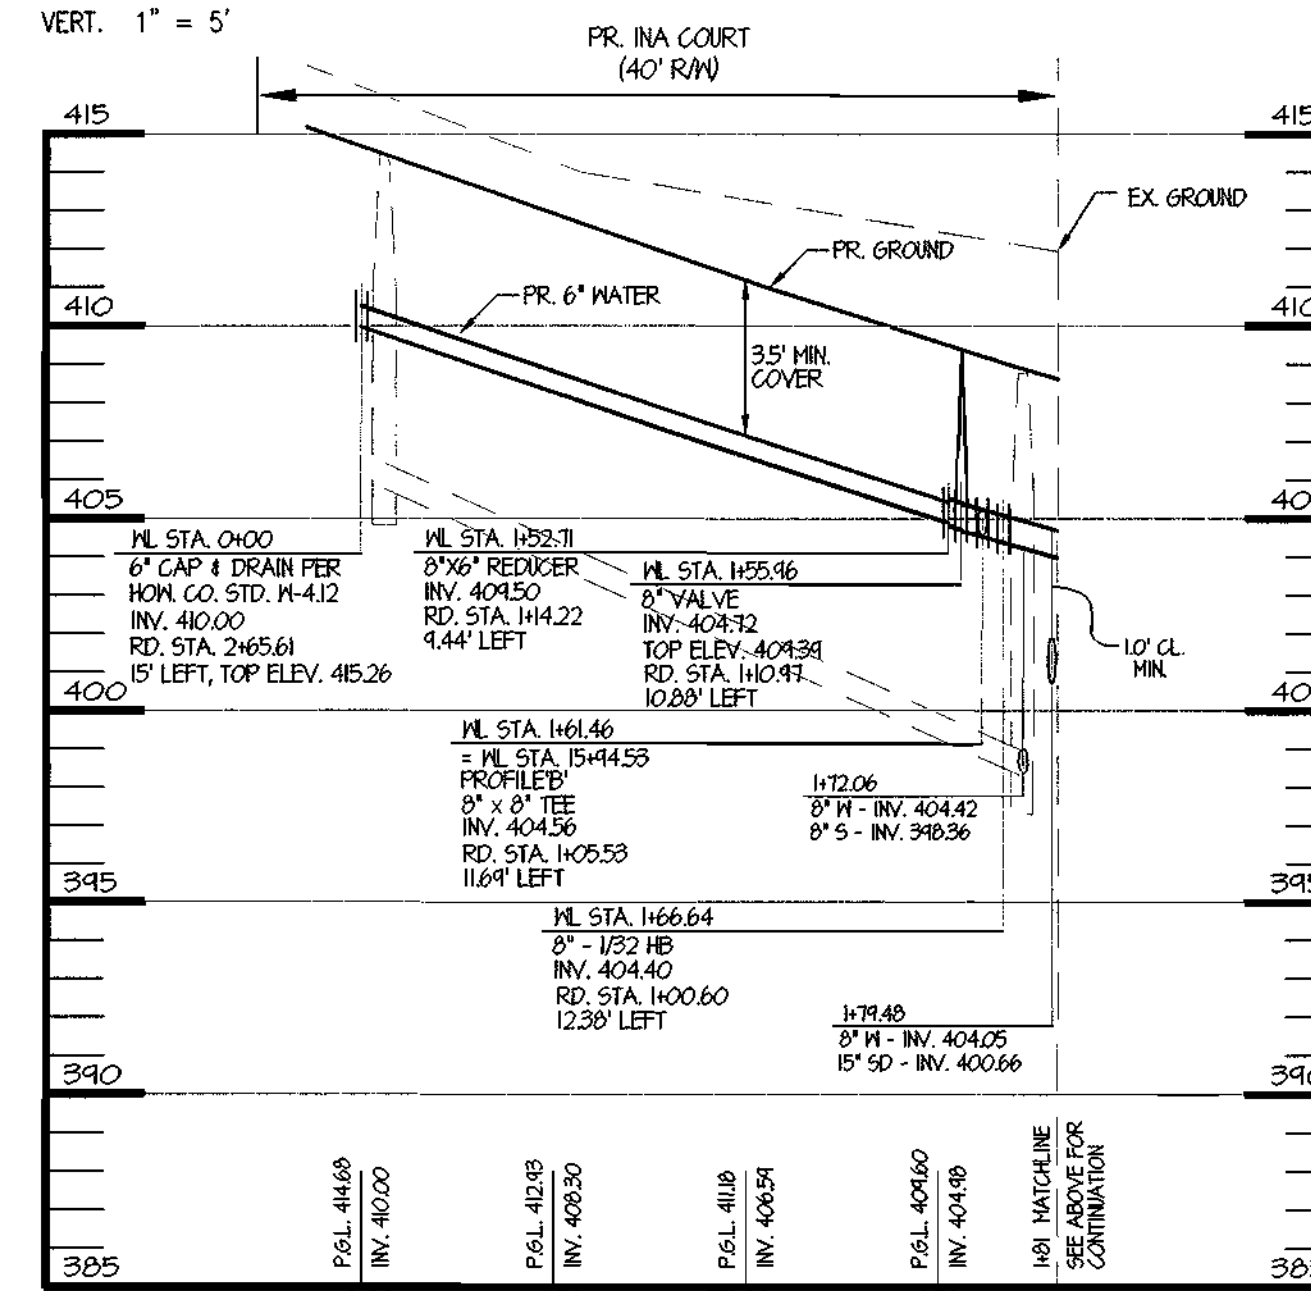 VERT. 1" = 5'
PR. INA COURT
(40' R/W)
415
415
EX. GROUND
PR. GROUND
PR. 6" WATER
410
410
3.5' MIN.
COVER
405
40
WL STA. 0+00
6" CAP & DRAIN PER
HOW. CO. STD. W-4.12
INV. 410.00
RD. STA. 2+65.61
15' LEFT, TOP ELEV. 415.26
WL STA. 1+52.71
8"X6" REDUCER
INV. 409.50
RD. STA. 1+14.22
9.44' LEFT
WL STA. 1+55.96
8" VALVE
INV. 404.72
TOP ELEV. 409.39
RD. STA. 1+10.97
10.88' LEFT
1.0' CL.
MIN.
400
40
WL STA. 1+61.46
= WL STA. 15+94.53
PROFILE 'B'
8" x 8" TEE
INV. 404.56
RD. STA. 1+05.53
11.69' LEFT
1+72.06
8" W - INV. 404.42
8" S - INV. 398.36
395
395
WL STA. 1+66.64
8" - 1/32 HB
INV. 404.40
RD. STA. 1+00.60
12.38' LEFT
1+79.48
8" W - INV. 404.05
15" SD - INV. 400.66
390
390
P.G.L. 414.68
INV. 410.00
P.G.L. 412.93
INV. 408.30
P.G.L. 411.18
INV. 406.59
P.G.L. 409.60
INV. 404.98
1+81 MATCHLINE
SEE ABOVE FOR
CONTINUATION
385
385